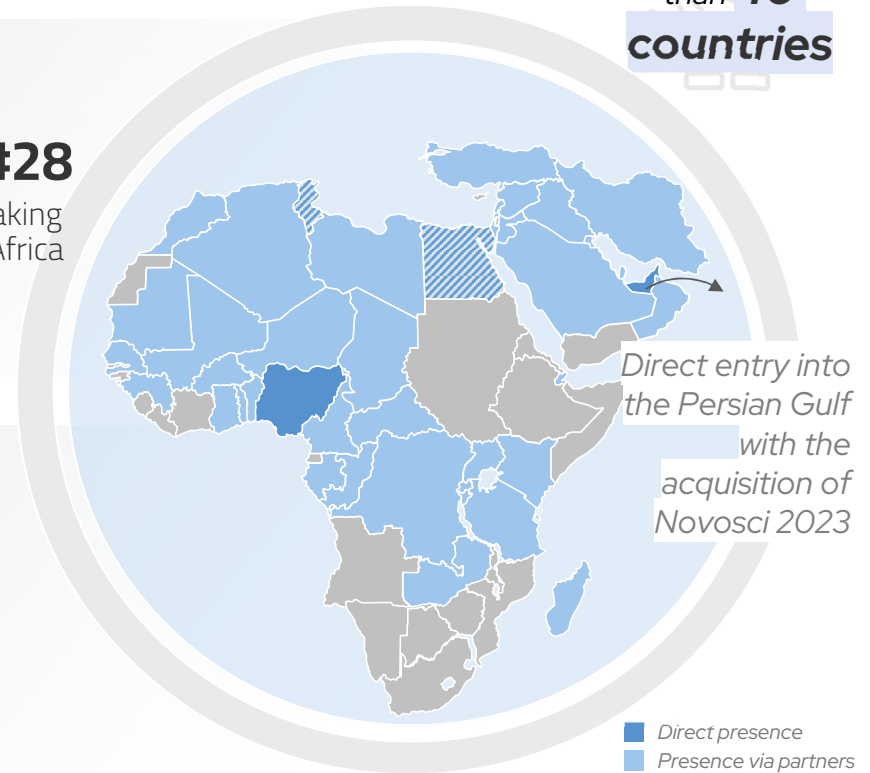 than
countries
#28
aking
Africa
Direct entry into
the Persian Gulf
with the
acquisition of
Novosci 2023
Direct presence
Presence via partners